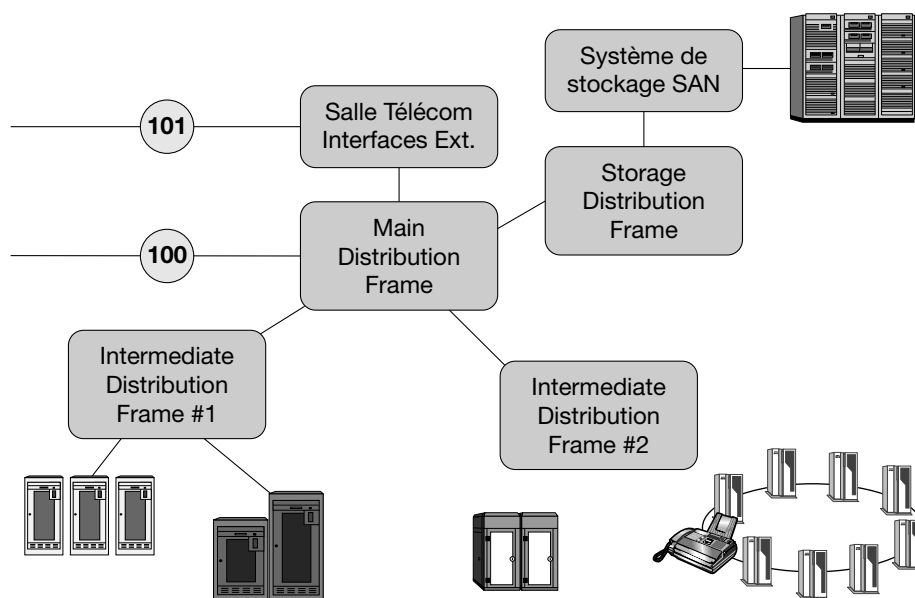 Système de
stockage SAN
101
Salle Télécom
Interfaces Ext.
Storage
Distribution
Frame
100
Main
Distribution
Frame
Intermediate
Distribution
Frame #1
Intermediate
Distribution
Frame #2